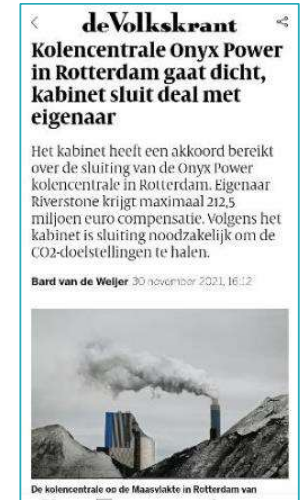 de Volkskrant
Kolencentrale Onyx Power
in Rotterdam gaat dicht,
kabinet sluit deal met
eigenaar
Het kabinet heeft een akkoord bereikt
over de sluiting van de Onyx Power
kolencentrale in Rotterdam. Eigenaar
Riverstone krijgt maximaal 212,5
miljoen euro compensatie. Volgens het
kabinet is sluiting noodzakelijk om de
CO2-doelstellingen te halen.
Bard van de Weijer 30 november 2021, 16:12
De kolencentrale op de Maasvlakte in Rotterdam van